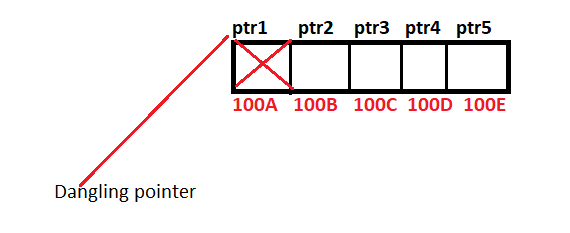 ptr1 ptr2 ptr3 ptr4 ptr5
100A 100B 100C 100D 100E
Dangling pointer